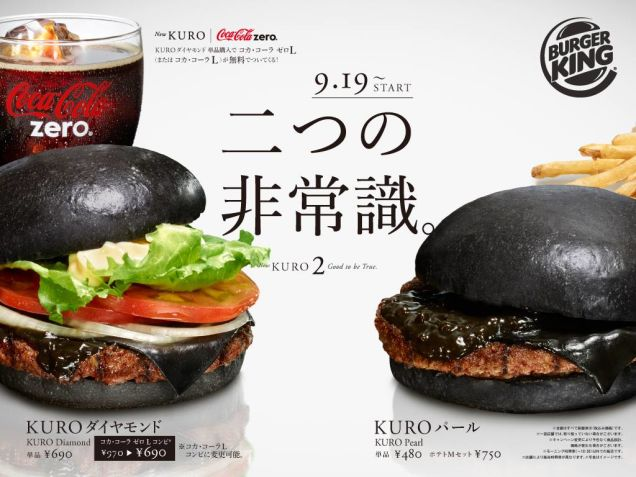 New KURO | Coca-Cola zero.
KUROダイヤモンド 単品購入で コカ・コーラ ゼロL
(または コカ・コーラL)が無料でついてくる!
BURGER KING
9.19~START
Coca-Cola
zero.
二つの
非常識。
New KURO 2 Good to be True.
KUROダイヤモンド
KURO Diamond
単品 ¥690
コカ・コーラ ゼロLコンビ
¥970▶¥690
※コカ・コーラL
コンビに変更可能。
KUROパール
KURO Pearl
単品 ¥480 ポテトMセット ¥750